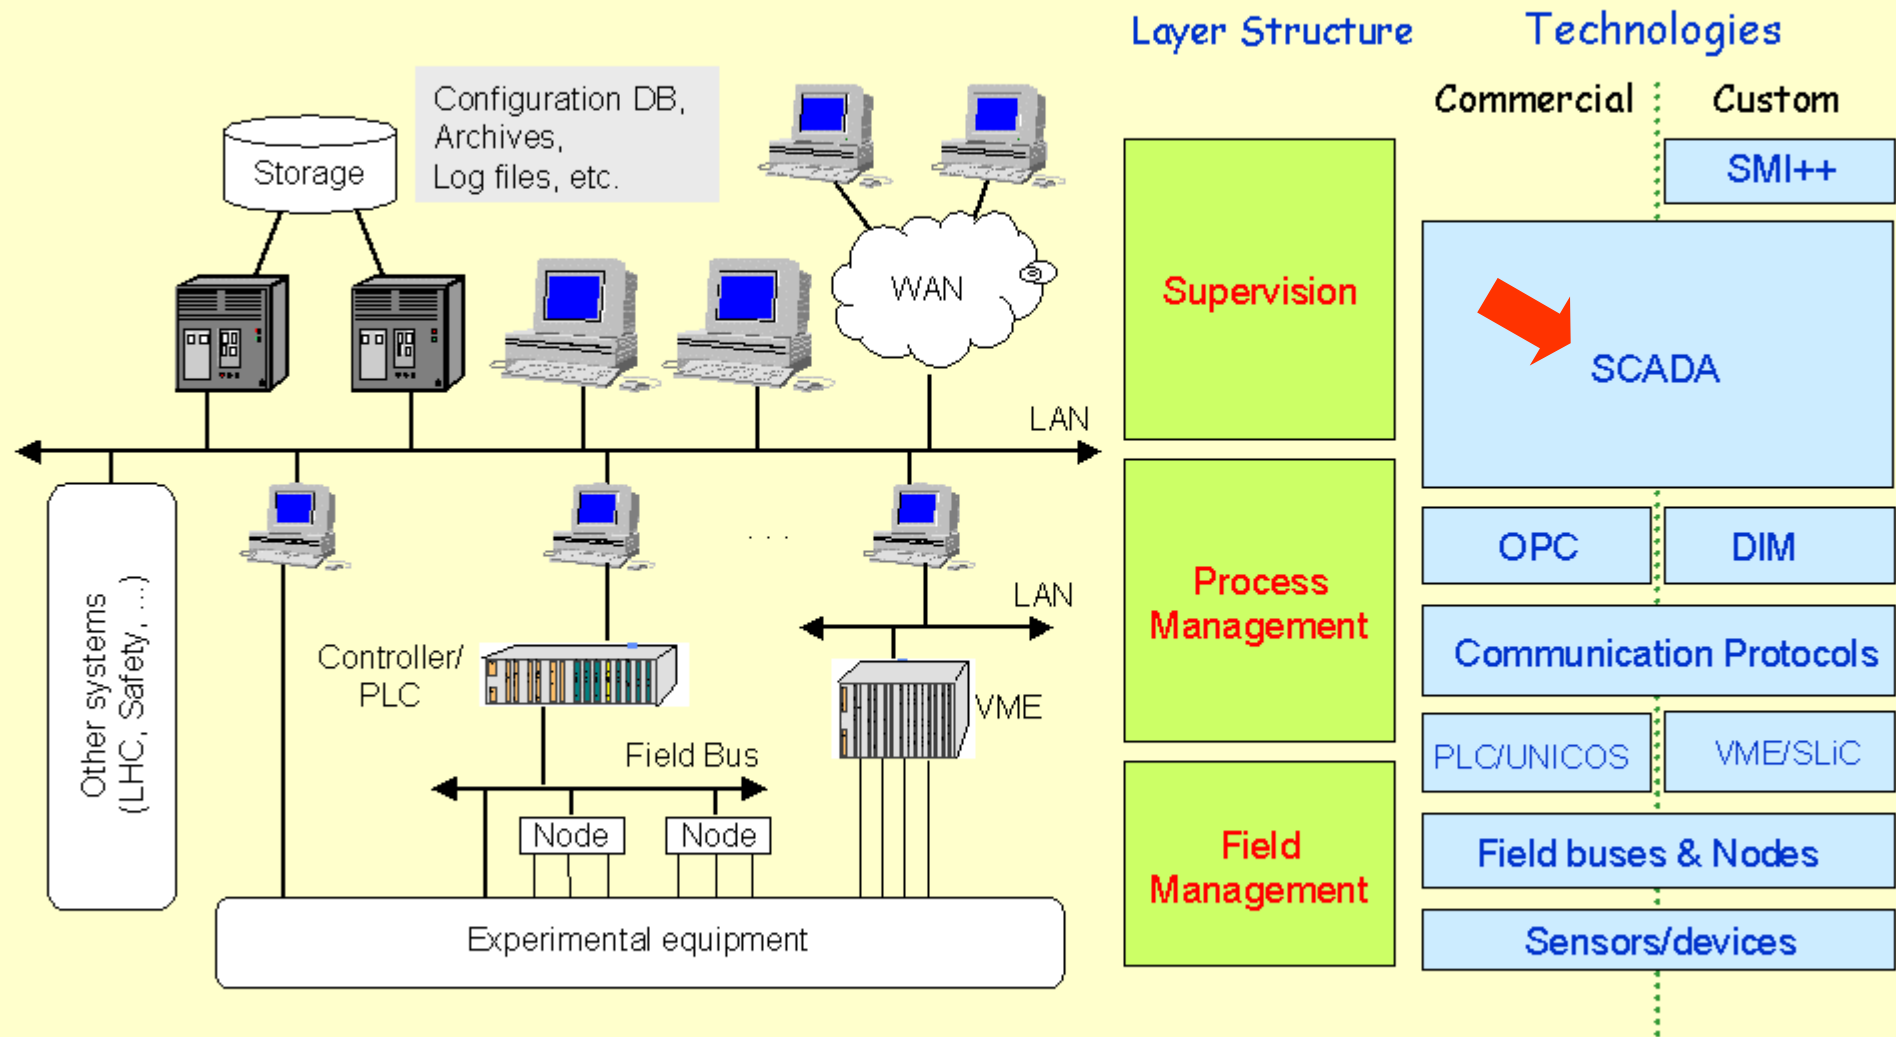 Layer Structure
Technologies
Commercial
Custom
Configuration DB,
Archives,
Log files, etc.
Storage
WAN
LAN
Other systems
(LHC, Safety, ...)
. . .
LAN
Controller/
PLC
VME
Field Bus
Node
Node
Experimental equipment
Supervision
Process
Management
Field
Management
SMI++
SCADA
OPC
DIM
Communication Protocols
PLC/UNICOS
VME/SLiC
Field buses & Nodes
Sensors/devices